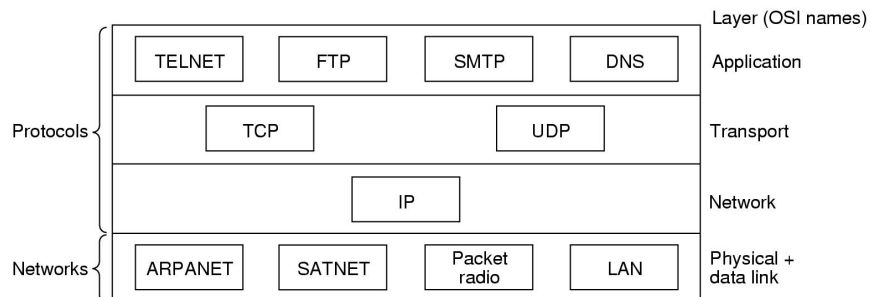 Layer (OSI names)
TELNET FTP SMTP DNS Application
Protocols
TCP UDP Transport
IP Network
Networks
ARPANET SATNET Packet radio LAN Physical +
data link